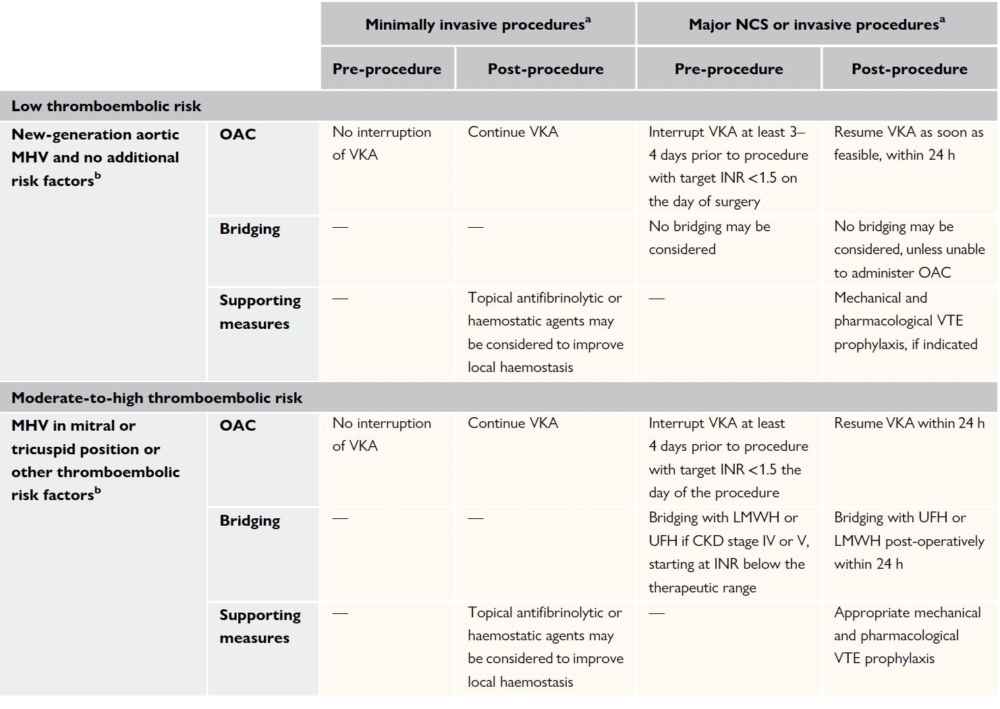 Minimally invasive proceduresa
Major NCS or invasive proceduresa
Pre-procedure
Post-procedure
Pre-procedure
Post-procedure
Low thromboembolic risk
New-generation aortic
MHV and no additional
risk factorsb
OAC
No interruption
of VKA
Continue VKA
Interrupt VKA at least 3–
4 days prior to procedure
with target INR <1.5 on
the day of surgery
Resume VKA as soon as
feasible, within 24 h
Bridging
—
—
No bridging may be
considered
No bridging may be
considered, unless unable
to administer OAC
Supporting
measures
—
Topical antifibrinolytic or
haemostatic agents may
be considered to improve
local haemostasis
—
Mechanical and
pharmacological VTE
prophylaxis, if indicated
Moderate-to-high thromboembolic risk
MHV in mitral or
tricuspid position or
other thromboembolic
risk factorsb
OAC
No interruption
of VKA
Continue VKA
Interrupt VKA at least
4 days prior to procedure
with target INR <1.5 the
day of the procedure
Resume VKA within 24 h
Bridging
—
—
Bridging with LMWH or
UFH if CKD stage IV or V,
starting at INR below the
therapeutic range
Bridging with UFH or
LMWH post-operatively
within 24 h
Supporting
measures
—
Topical antifibrinolytic or
haemostatic agents may
be considered to improve
local haemostasis
—
Appropriate mechanical
and pharmacological
VTE prophylaxis